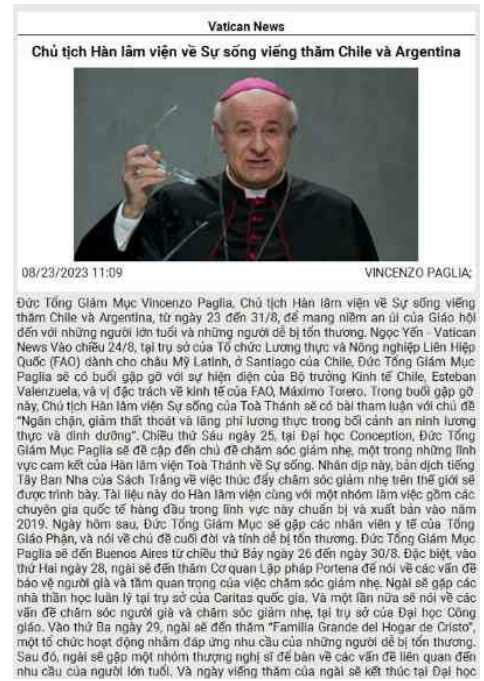 Vatican News
Chủ tịch Hàn lâm viện về Sự sống viếng thăm Chile và Argentina
08/23/2023 11:09
VINCENZO PAGLIA;
Đức Tổng Giám Mục Vincenzo Paglia, Chủ tịch Hàn lâm viện về Sự sống viếng
thăm Chile và Argentina, từ ngày 23 đến 31/8, để mang niềm an ủi của Giáo hội
đến với những người lớn tuổi và những người dễ bị tổn thương. Ngọc Yến - Vatican
News Vào chiều 24/8, tại trụ sở của Tổ chức Lương thực và Nông nghiệp Liên Hiệp
Quốc (FAO) dành cho châu Mỹ Latinh, ở Santiago của Chile, Đức Tổng Giám Mục
Paglia sẽ có buổi gặp gỡ với sự hiện diện của Bộ trưởng Kinh tế Chile, Esteban
Valenzuela, và vị đặc trách về kinh tế của FAO, Máximo Torero. Trong buổi gặp gỡ
này, Chủ tịch Hàn lâm viện Sự sống của Toà Thánh sẽ có bài tham luận với chủ đề
“Ngăn chặn, giảm thất thoát và lãng phí lương thực trong bối cảnh an ninh lương
thực và dinh dưỡng”. Chiều thứ Sáu ngày 25, tại Đại học Conception, Đức Tổng
Giám Mục Paglia sẽ đề cập đến chủ đề chăm sóc giảm nhẹ, một trong những lĩnh
vực cam kết của Hàn lâm viện Toà Thánh về Sự sống. Nhân dịp này, bản dịch tiếng
Tây Ban Nha của Sách Trắng về việc thúc đẩy chăm sóc giảm nhẹ trên thế giới sẽ
được trình bày. Tài liệu này do Hàn lâm viện cùng với một nhóm làm việc gồm các
chuyên gia quốc tế hàng đầu trong lĩnh vực này chuẩn bị và xuất bản vào năm
2019. Ngày hôm sau, Đức Tổng Giám Mục sẽ gặp các nhân viên y tế của Tổng
Giáo Phận, và nói về chủ đề cuối đời và tính dễ bị tổn thương. Đức Tổng Giám Mục
Paglia sẽ đến Buenos Aires từ chiều thứ Bảy ngày 26 đến ngày 30/8. Đặc biệt, vào
thứ Hai ngày 28, ngài sẽ đến thăm Cơ quan Lập pháp Portena để nói về các vấn đề
bảo vệ người già và tầm quan trọng của việc chăm sóc giảm nhẹ. Ngài sẽ gặp các
nhà thần học luân lý tại trụ sở của Caritas quốc gia. Và một lần nữa sẽ nói về các
vấn đề chăm sóc người già và chăm sóc giảm nhẹ, tại trụ sở của Đại học Công
giáo. Vào thứ Ba ngày 29, ngài sẽ đến thăm “Familia Grande del Hogar de Cristo”,
một tổ chức hoạt động nhằm đáp ứng nhu cầu của những người dễ bị tổn thương.
Sau đó, ngài sẽ gặp một nhóm thượng nghị sĩ để bàn về các vấn đề liên quan đến
nhu cầu của người lớn tuổi. Và ngày viếng thăm của ngài sẽ kết thúc tại Đại học